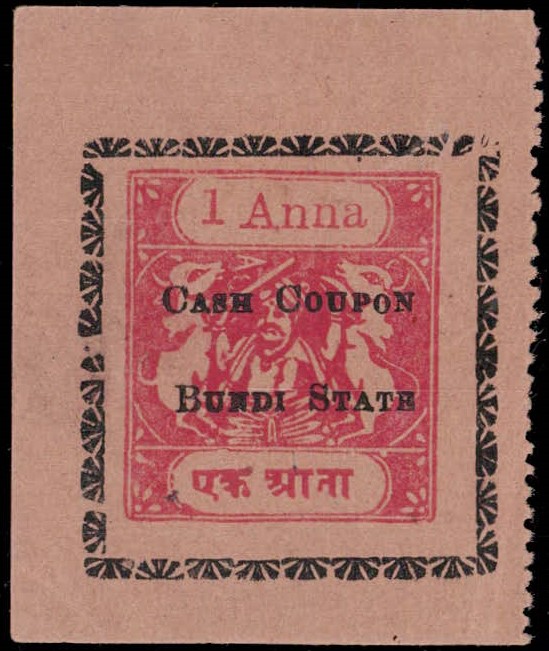 1 Anna
CASH COUPON
BUNDI STATE
एक आना